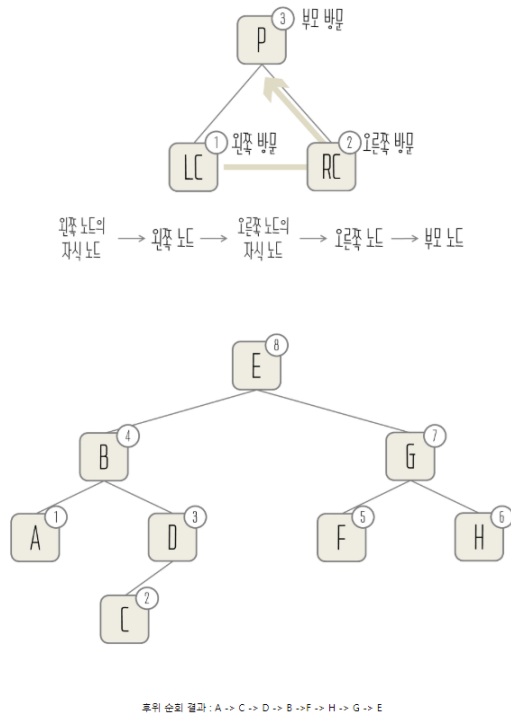 3 부모 방문
P
1 왼쪽 방문
2 오른쪽 방문
LC
RC
왼쪽 노드의
자식 노드
왼쪽 노드
오른쪽 노드의
자식 노드
오른쪽 노드
부모 노드
8
E
4
B
7
G
1
A
3
D
5
F
6
H
2
C
후위 순회 결과 : A -> C -> D -> B ->F -> H -> G -> E